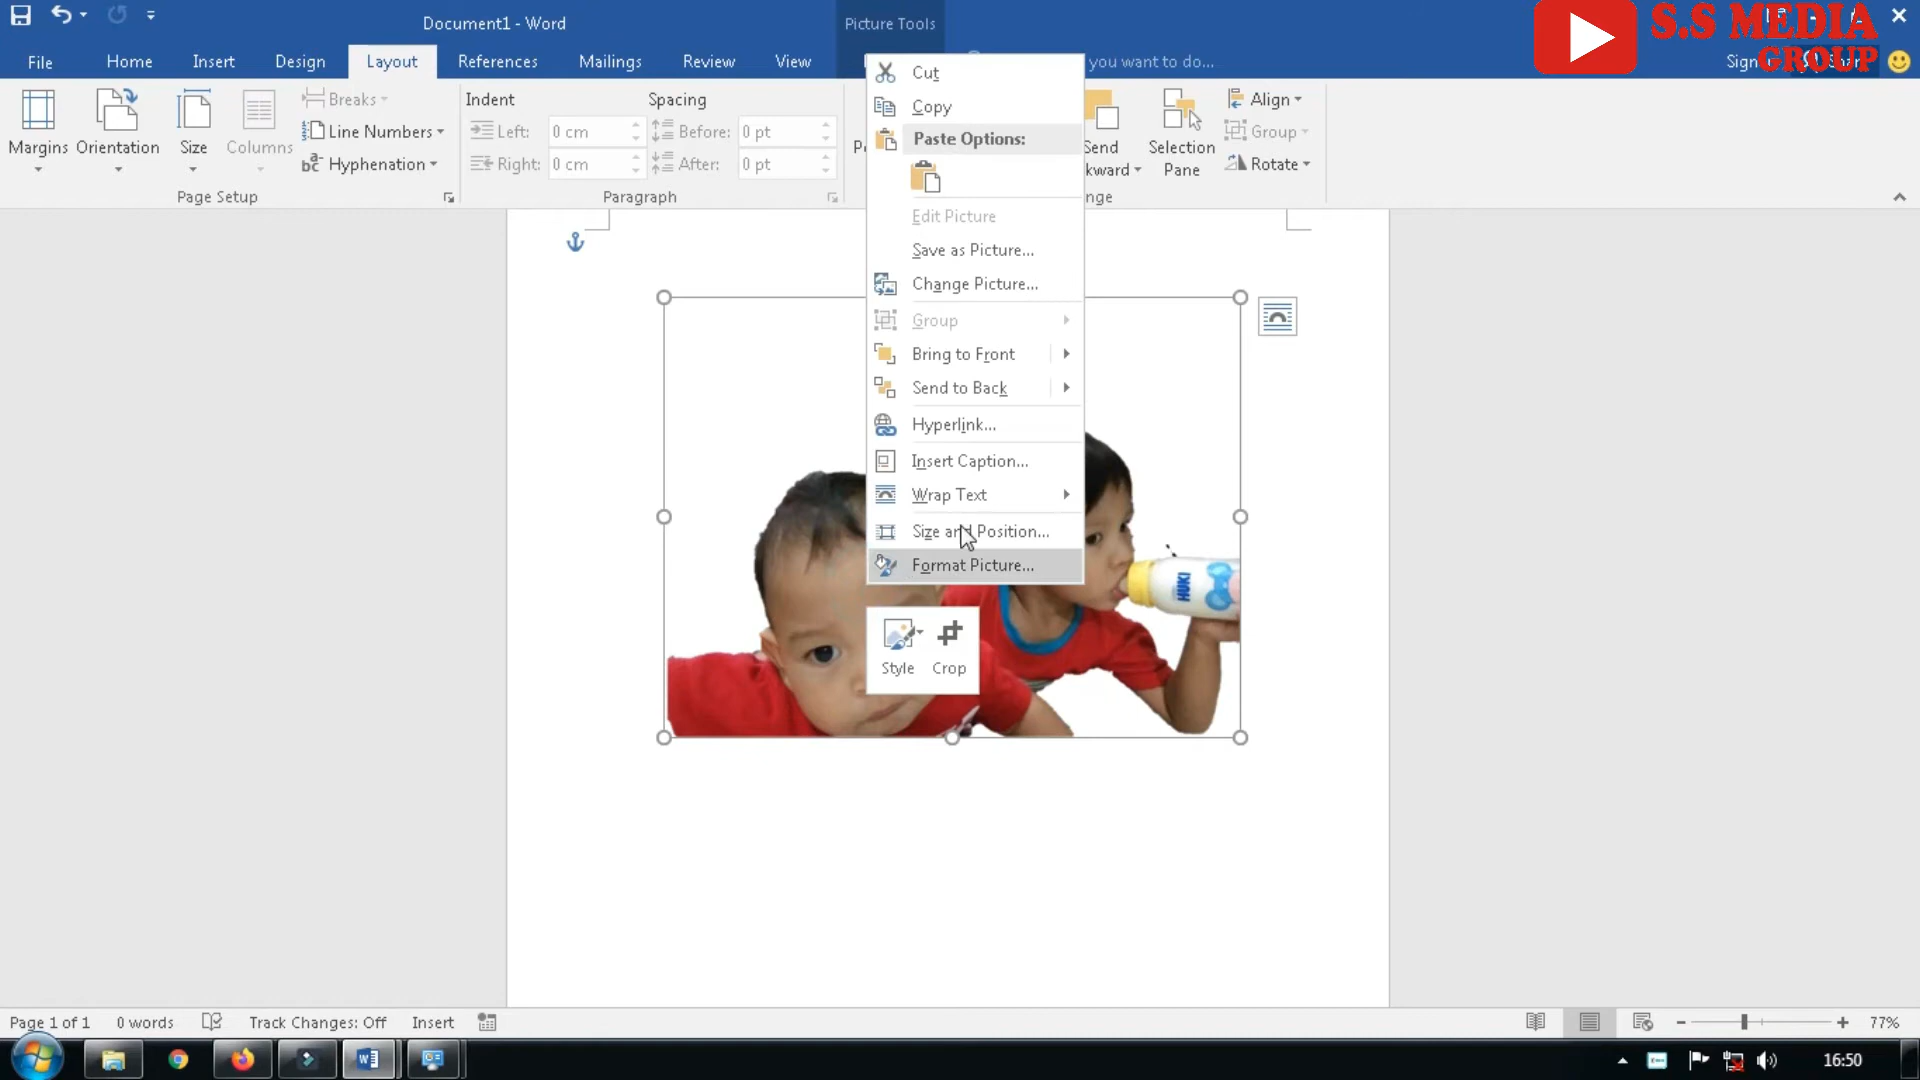 Document1 - Word
Picture Tools
S.S MEDIA
GROUP
File
Home
Insert
Design
Layout
References
Mailings
Review
View
you want to do...
Margins
Orientation
Size
Columns
Breaks
Line Numbers
Hyphenation
Page Setup
Indent
Left:
0 cm
Right:
0 cm
Spacing
Before:
0 pt
After:
0 pt
Paragraph
Send
kward
Selection
Pane
Align
Group
Rotate
nge
Cut
Copy
Paste Options:
Edit Picture
Save as Picture...
Change Picture...
Group
Bring to Front
Send to Back
Hyperlink...
Insert Caption...
Wrap Text
Size and Position...
Format Picture...
Style
Crop
HUKI
Page 1 of 1
0 words
Track Changes: Off
Insert
77%
16:50